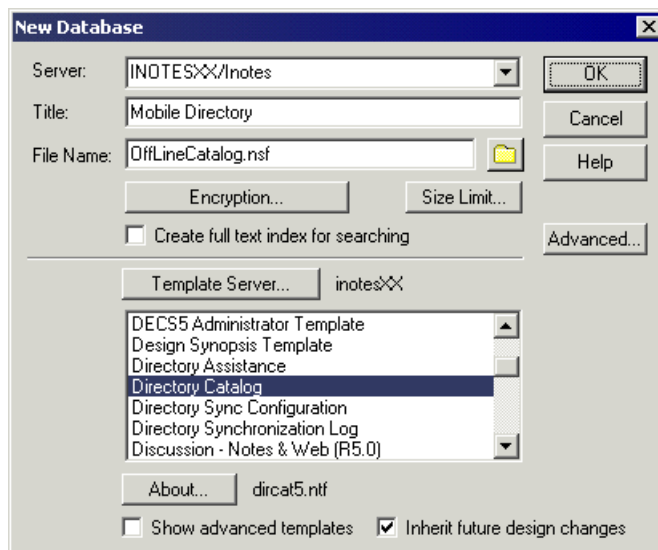 New Database
Server: INOTESXX/Inotes OK
Title: Mobile Directory Cancel
File Name: OffLineCatalog.nsf Help
Encryption... Size Limit...
Create full text index for searching Advanced...
Template Server... inotesXX
DECS5 Administrator Template
Design Synopsis Template
Directory Assistance
Directory Catalog
Directory Sync Configuration
Directory Synchronization Log
Discussion - Notes & Web (R5.0)
About... dircat5.ntf
Show advanced templates Inherit future design changes